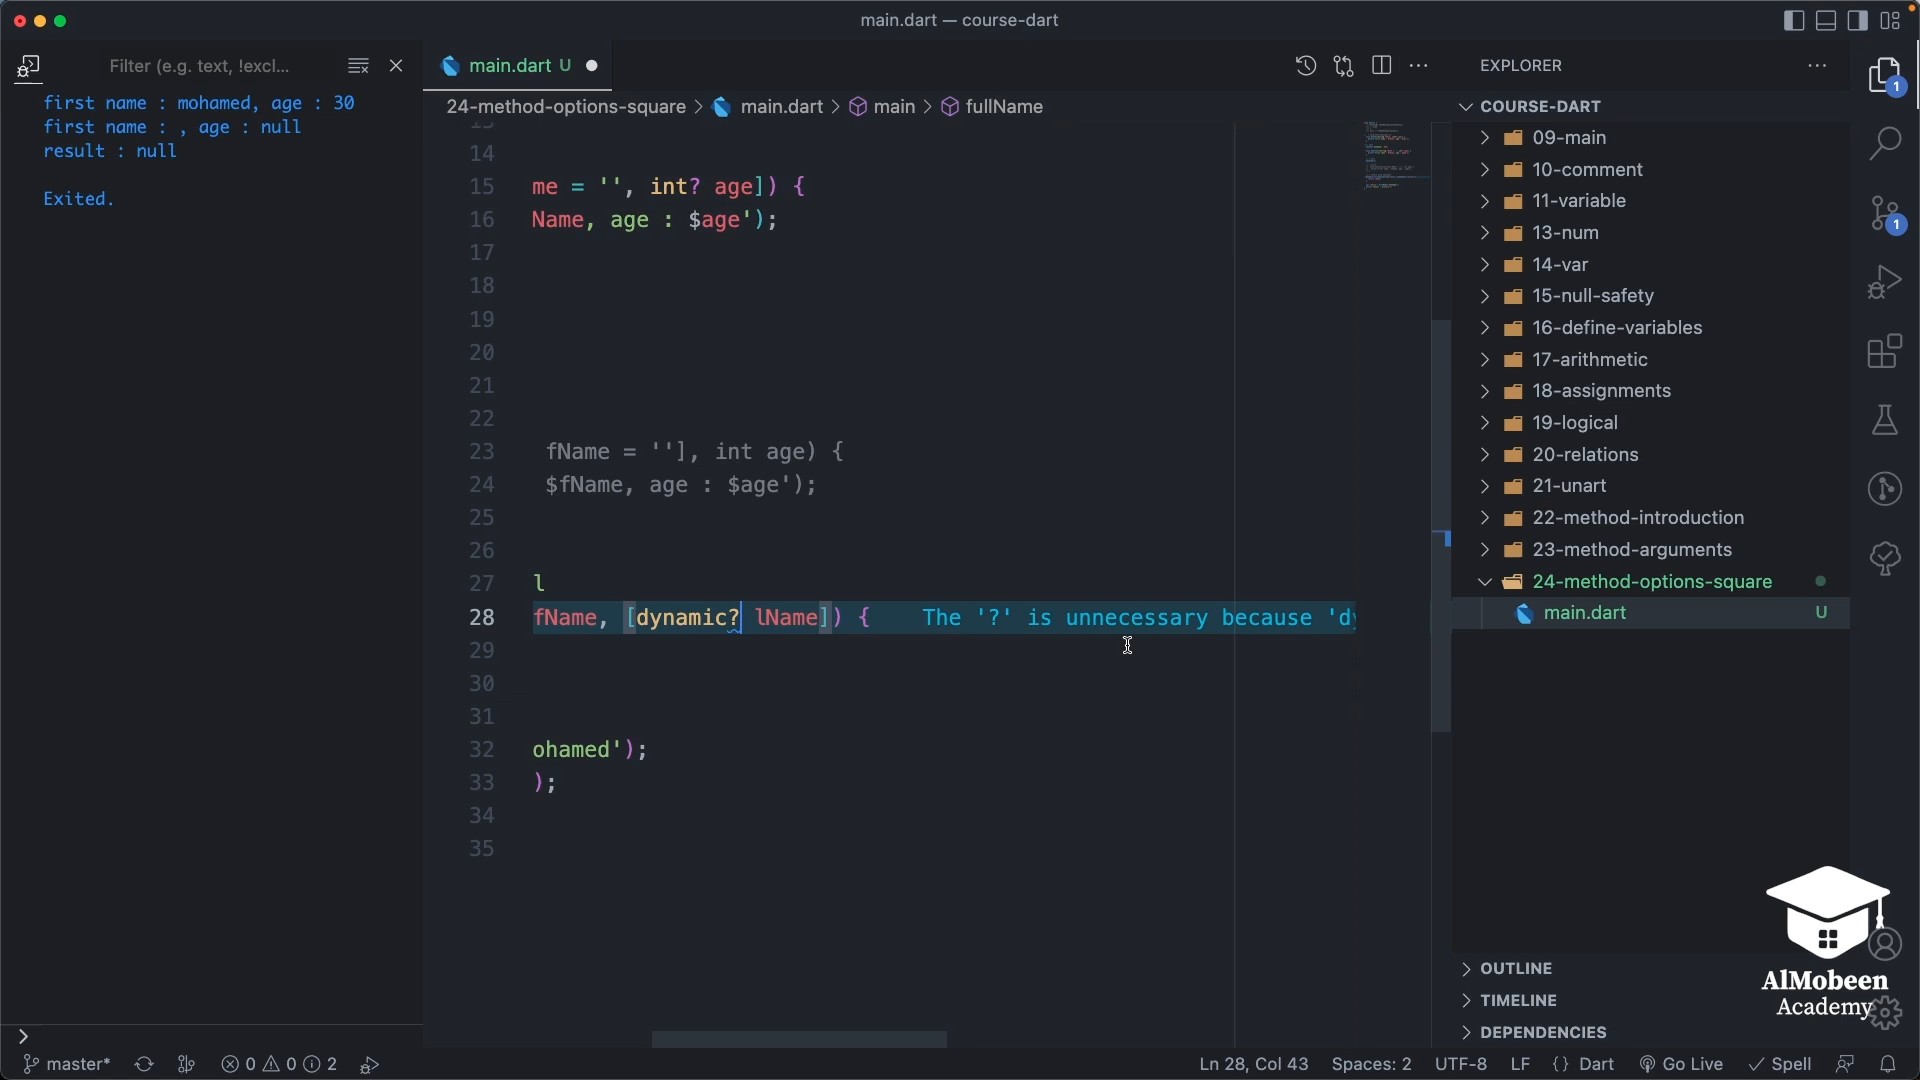 main.dart — course-dart
Filter (e.g. text, !excl...
first name : mohamed, age : 30
first name : , age : null
result : null
Exited.
main.dart U
24-method-options-square > main.dart > main > fullName
14
15 me = '', int? age]) {
16 Name, age : $age');
17
18
19
20
21
22
23 fName = ''], int age) {
24 $fName, age : $age');
25
26
27 l
28 fName, [dynamic? lName]) { The '?' is unnecessary because 'dy
29
30
31
32 ohamed');
33 );
34
35
EXPLORER
COURSE-DART
09-main
10-comment
11-variable
13-num
14-var
15-null-safety
16-define-variables
17-arithmetic
18-assignments
19-logical
20-relations
21-unart
22-method-introduction
23-method-arguments
24-method-options-square
main.dart U
OUTLINE
TIMELINE
DEPENDENCIES
1
1
AlMobeen
Academy
master* 0 0 2 Ln 28, Col 43 Spaces: 2 UTF-8 LF {} Dart Go Live Spell